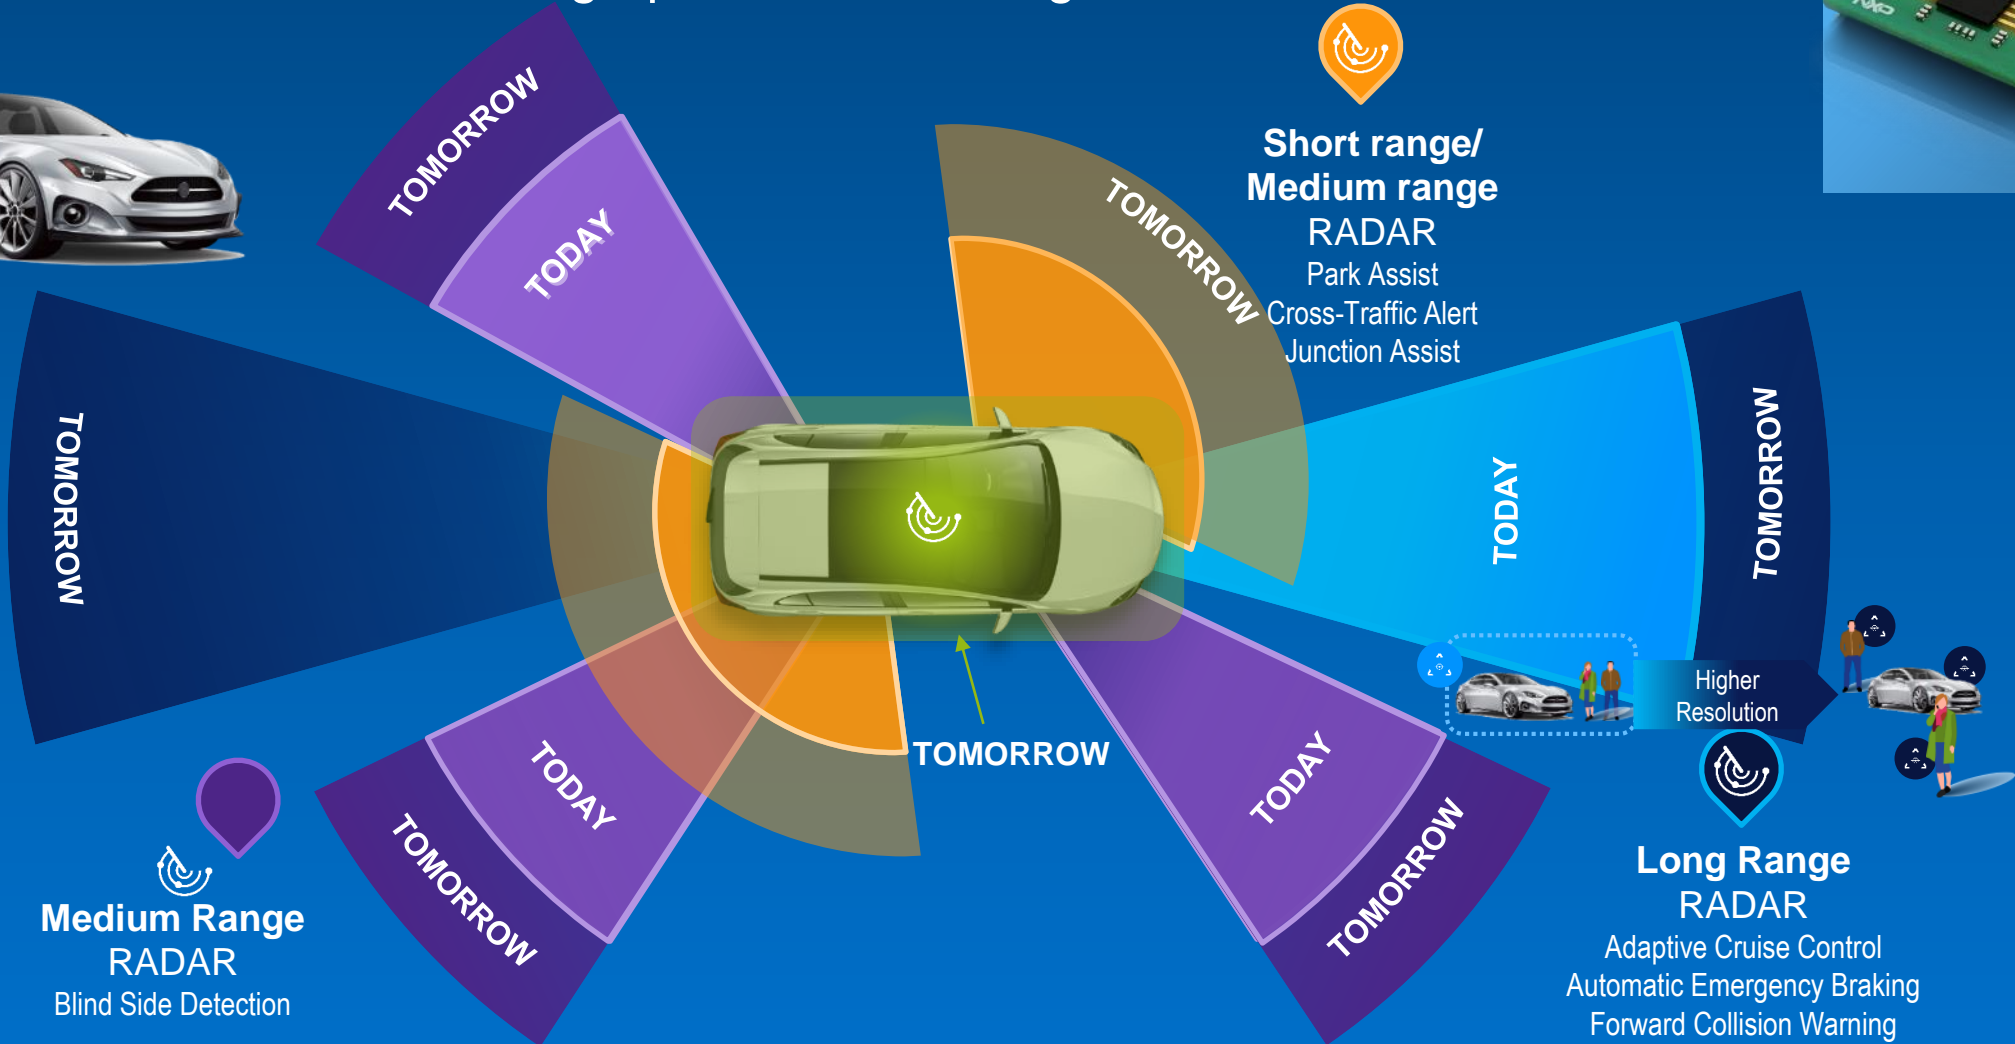 NXP
TOMORROW
TODAY
Short range/
Medium range
RADAR
Park Assist
Cross-Traffic Alert
Junction Assist
TOMORROW
TOMORROW
TODAY
TOMORROW
Higher
Resolution
TOMORROW
TODAY
TOMORROW
TODAY
TOMORROW
Medium Range
RADAR
Blind Side Detection
Long Range
RADAR
Adaptive Cruise Control
Automatic Emergency Braking
Forward Collision Warning